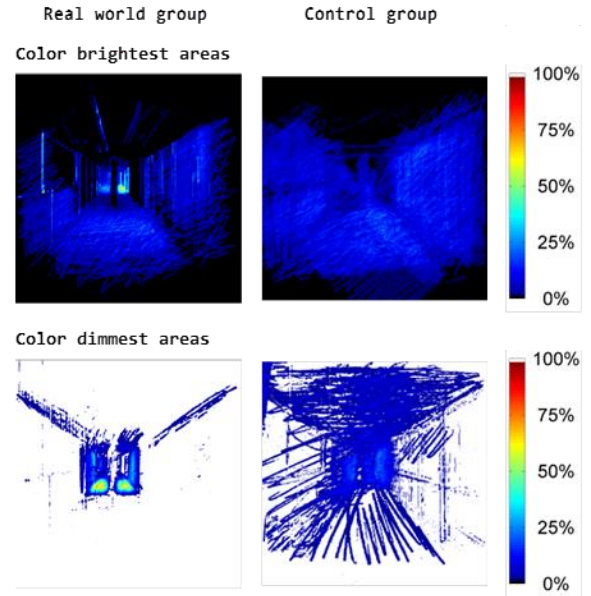 Real world group
Control group
Color brightest areas
100%
75%
50%
25%
0%
Color dimmest areas
100%
75%
50%
25%
0%